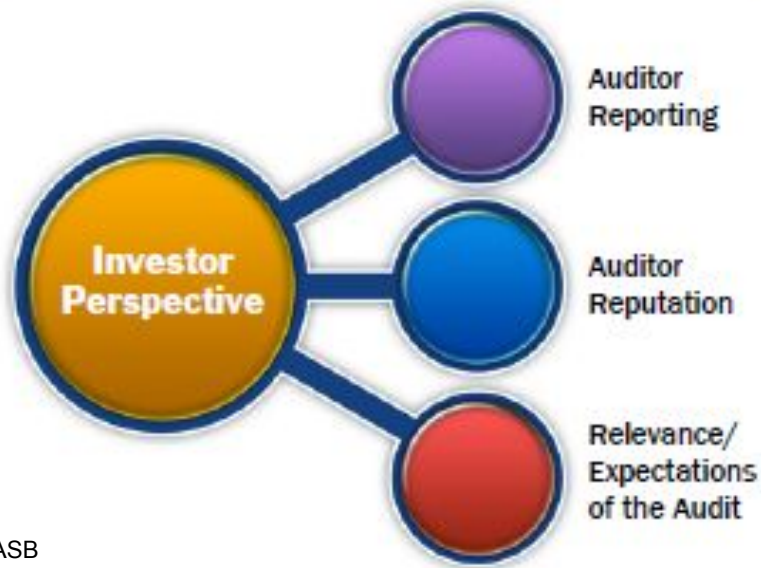 Auditor
Reporting
Investor
Perspective
Auditor
Reputation
Relevance/
Expectations
of the Audit
ASB